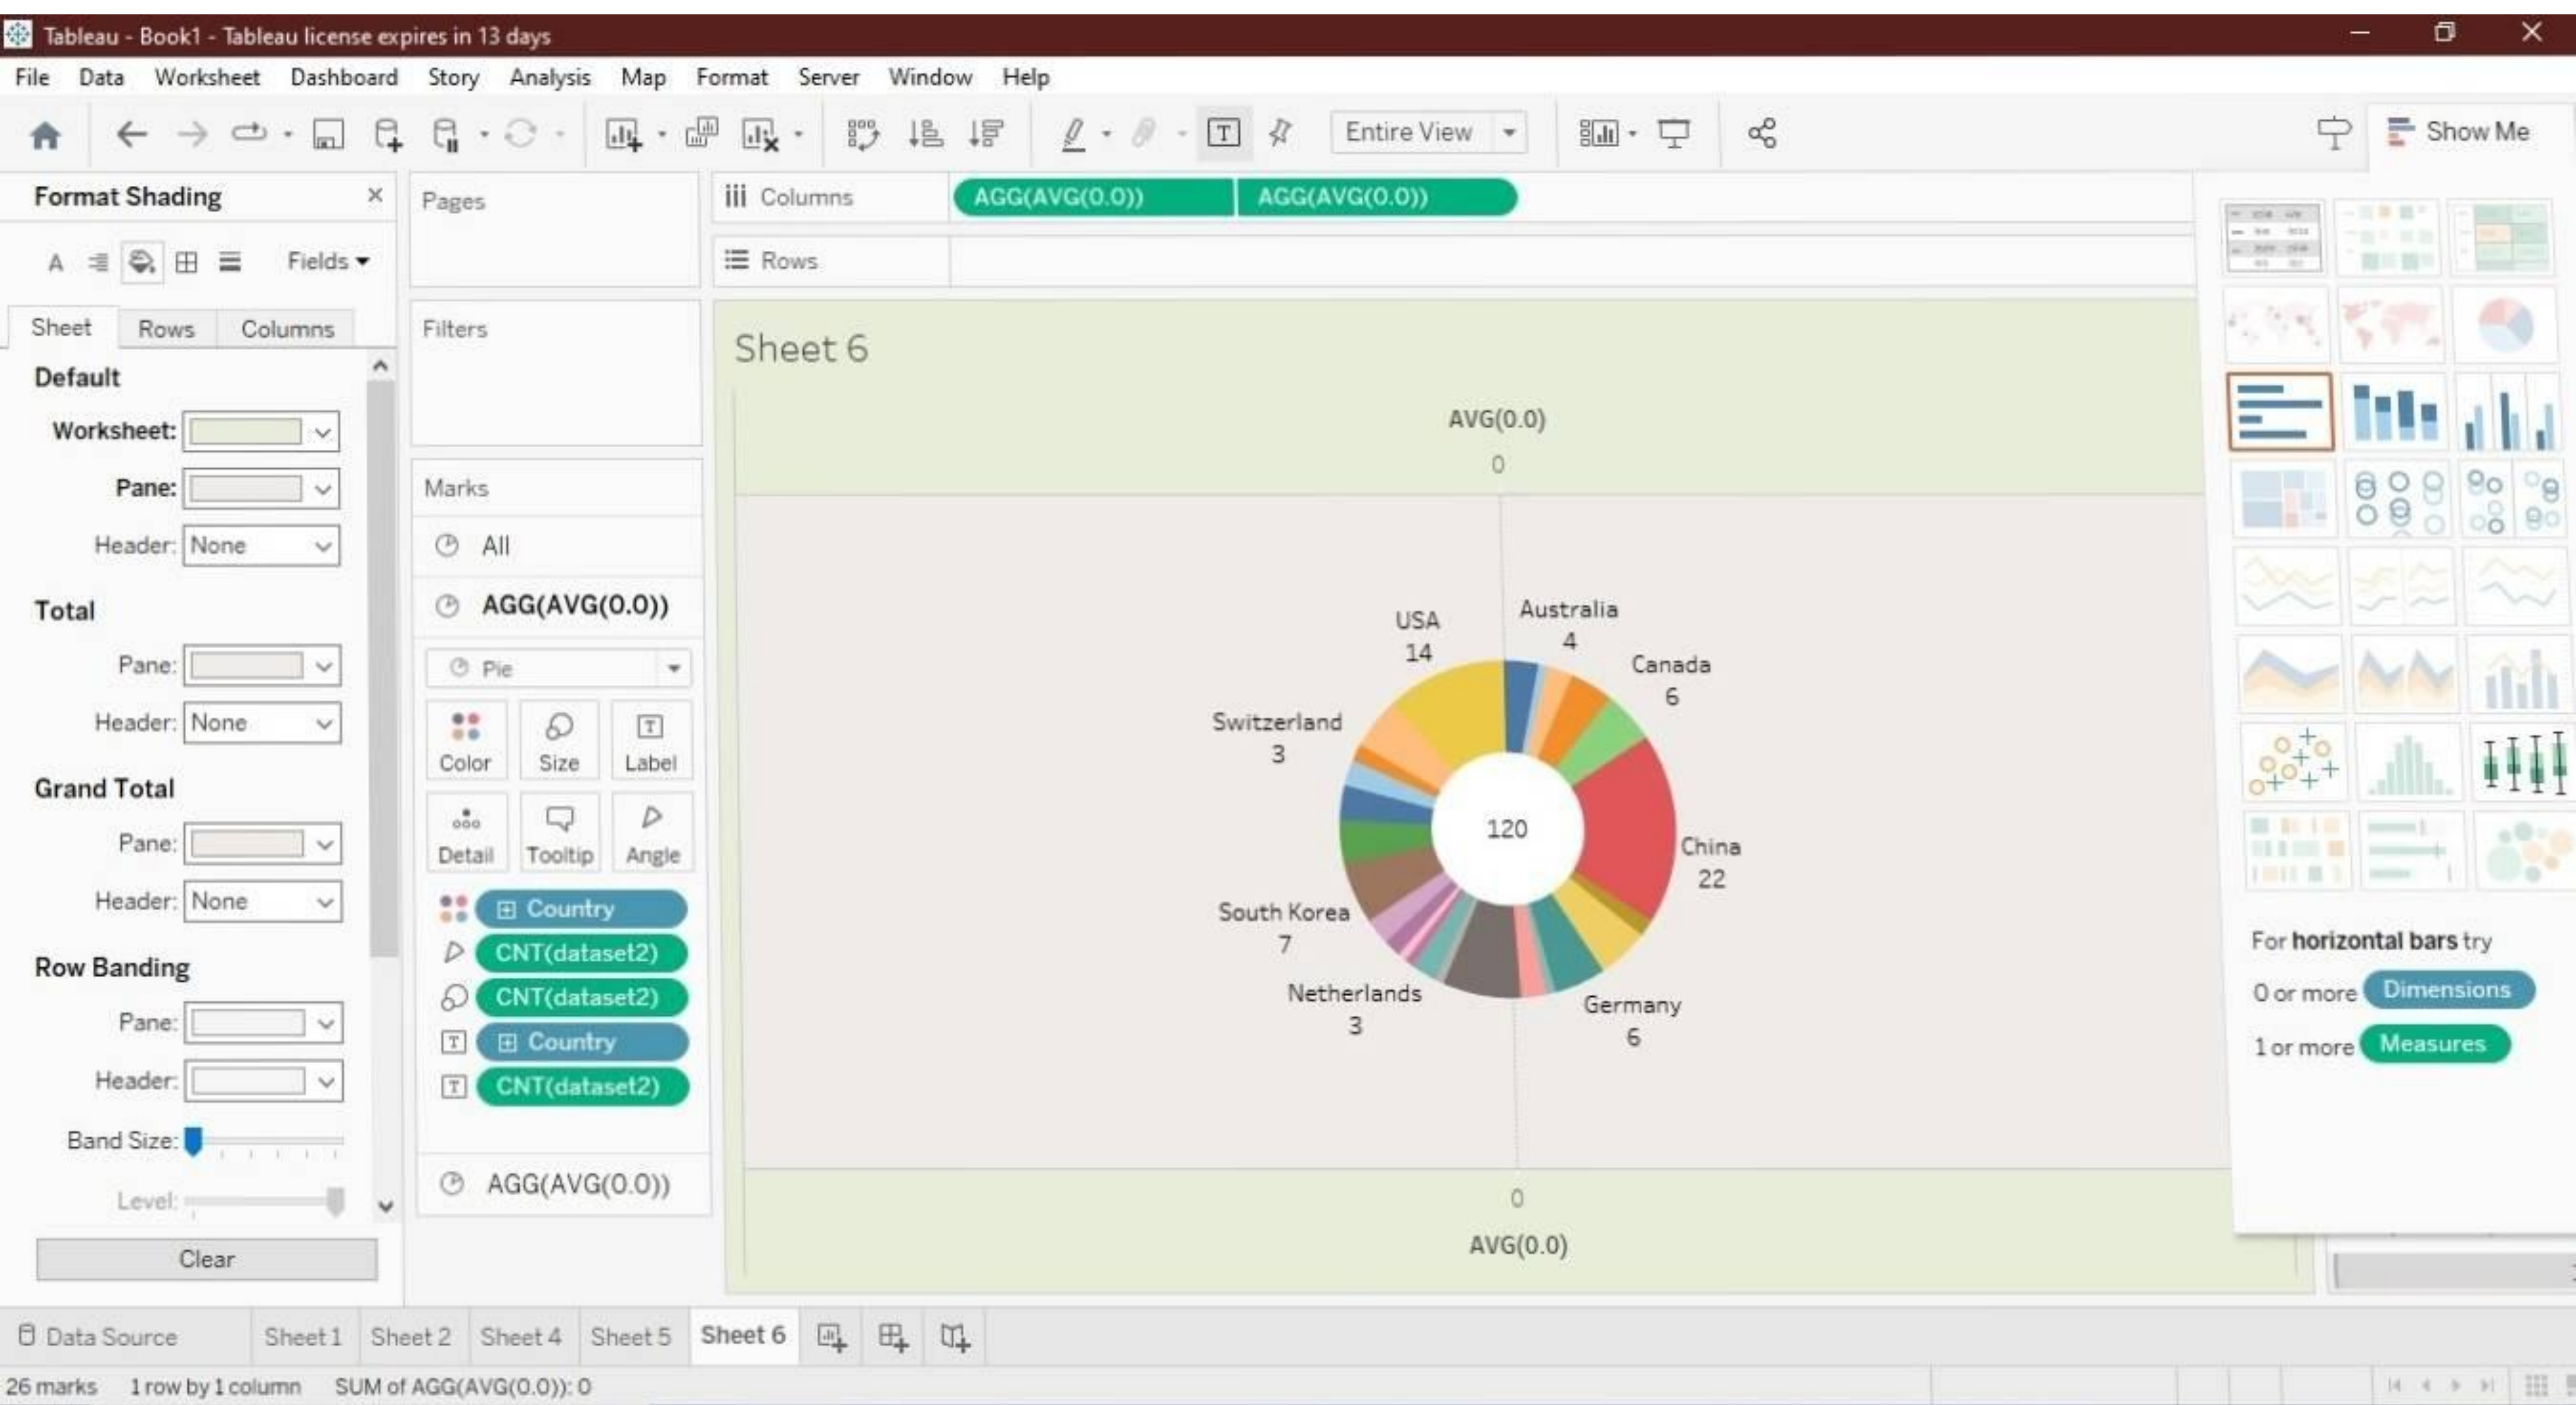 Tableau - Book1 - Tableau license expires in 13 days
File Data Worksheet Dashboard Story Analysis Map Format Server Window Help
Entire View
Show Me
Format Shading
Fields
Sheet Rows Columns
Default
Worksheet:
Pane:
Header: None
Total
Pane:
Header: None
Grand Total
Pane:
Header: None
Row Banding
Pane:
Header:
Band Size:
Level:
Clear
Pages
Filters
Marks
All
AGG(AVG(0.0))
Pie
Color Size Label
Detail Tooltip Angle
Country
CNT(dataset2)
CNT(dataset2)
Country
CNT(dataset2)
AGG(AVG(0.0))
Columns AGG(AVG(0.0)) AGG(AVG(0.0))
Rows
Sheet 6
AVG(0.0)
0
USA
14
Australia
4
Canada
6
Switzerland
3
120
China
22
South Korea
7
Netherlands
3
Germany
6
0
AVG(0.0)
For horizontal bars try
0 or more Dimensions
1 or more Measures
Data Source Sheet 1 Sheet 2 Sheet 4 Sheet 5 Sheet 6
26 marks 1 row by 1 column SUM of AGG(AVG(0.0)): 0